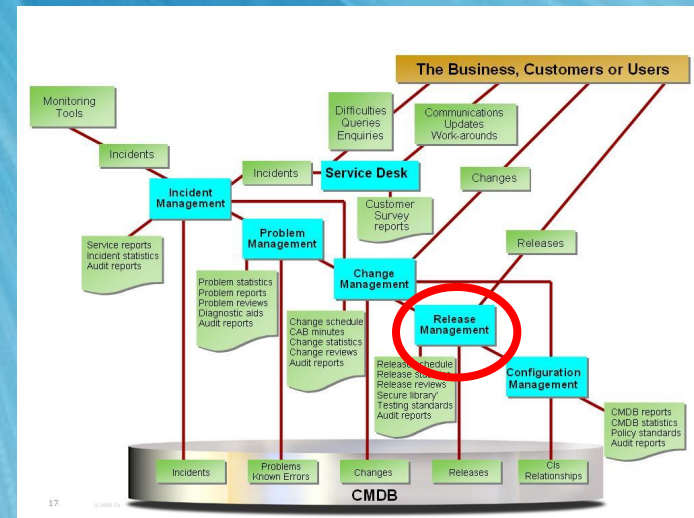 The Business, Customers or Users
Monitoring
Tools
Difficulties
Queries
Enquiries
Communications
Updates
Work-arounds
Incidents
Incidents
Service Desk
Changes
Incident
Management
Customer
Survey
reports
Problem
Management
Releases
Service reports
Incident statistics
Audit reports
Change
Management
Problem statistics
Problem reports
Problem reviews
Diagnostic aids
Audit reports
Release
Management
Change schedule
CAB minutes
Change statistics
Change reviews
Audit reports
Release schedule
Release
Release reviews
Secure library'
Testing standards
Audit reports
Configuration
Management
CMDB reports
CMDB statistics
Policy standards
Audit reports
Incidents
Problems
Known Errors
Changes
Releases
CIs
Relationships
CMDB
17